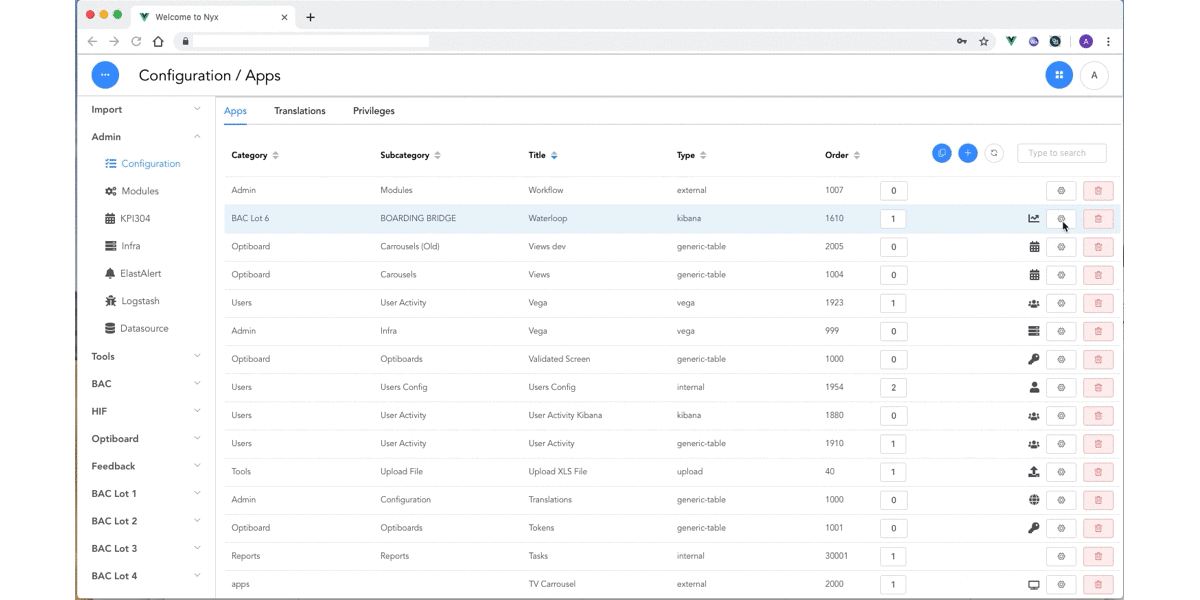 Welcome to Nyx
A
Configuration / Apps
A
Import
Admin
Configuration
Modules
KPI304
Infra
ElastAlert
Logstash
Datasource
Tools
BAC
HIF
Optiboard
Feedback
BAC Lot 1
BAC Lot 2
BAC Lot 3
BAC Lot 4
Apps Translations Privileges
Category Subcategory Title Type Order Type to search
Admin Modules Workflow external 1007 0
BAC Lot 6 BOARDING BRIDGE Waterloop kibana 1610 1
Optiboard Carrousels (Old) Views dev generic-table 2005 0
Optiboard Carousels Views generic-table 1004 0
Users User Activity Vega vega 1923 1
Admin Infra Vega vega 999 0
Optiboard Optiboards Validated Screen generic-table 1000 0
Users Users Config Users Config internal 1954 2
Users User Activity User Activity Kibana kibana 1880 0
Users User Activity User Activity generic-table 1910 1
Tools Upload File Upload XLS File upload 40 1
Admin Configuration Translations generic-table 1000 0
Optiboard Optiboards Tokens generic-table 1001 0
Reports Reports Tasks internal 30001 1
apps TV Carrousel external 2000 1